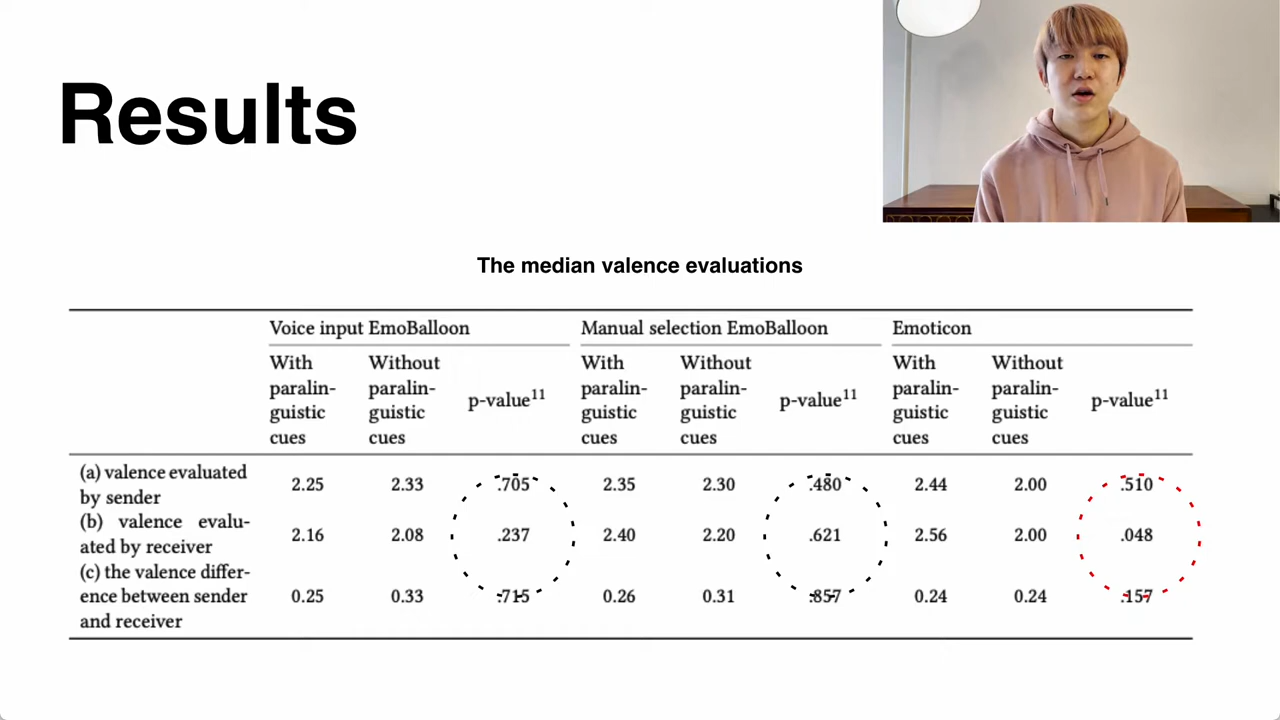 Results
The median valence evaluations
Voice input EmoBalloon Manual selection EmoBalloon Emoticon
With Without With Without With Without
paralin- paralin- paralin- paralin- paralin- paralin-
guistic guistic p-value11 guistic guistic p-value11 guistic guistic p-value11
cues cues cues cues cues cues
(a) valence evaluated
by sender 2.25 2.33 .705 2.35 2.30 .480 2.44 2.00 .510
(b) valence evalu-
ated by receiver 2.16 2.08 .237 2.40 2.20 .621 2.56 2.00 .048
(c) the valence differ-
ence between sender 0.25 0.33 .715 0.26 0.31 .857 0.24 0.24 .157
and receiver